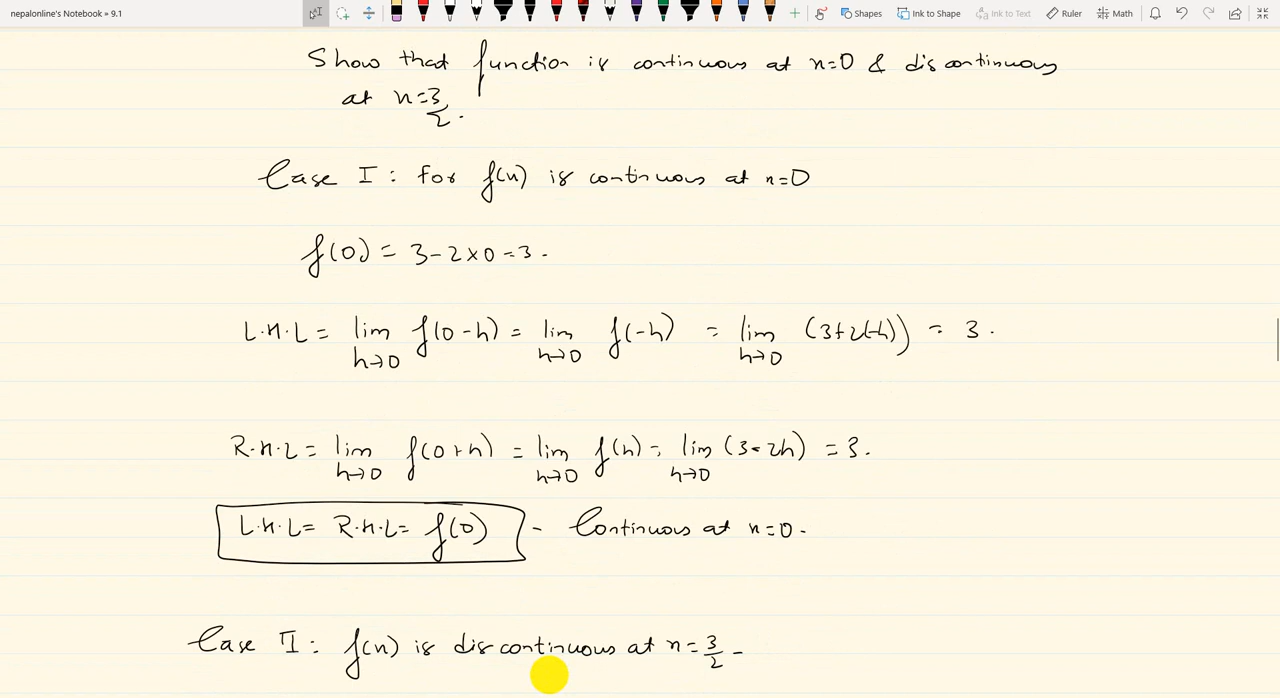 nepalonline's Notebook » 9.1
Shapes Ink to Shape Ink to Text Ruler Math
Show that function is continuous at n=0 & discontinuous
at n=3/2.
Case I : For f(n) is continuous at n=0
f(0) = 3-2×0=3.
L.H.L = lim h→0 f(0-h) = lim h→0 f(-h) = lim h→0 (3+2(-h)) = 3.
R.H.L = lim h→0 f(0+h) = lim h→0 f(h) = lim h→0 (3-2h) = 3.
L.H.L = R.H.L = f(0) - Continuous at n=0.
Case II : f(n) is discontinuous at n=3/2 -